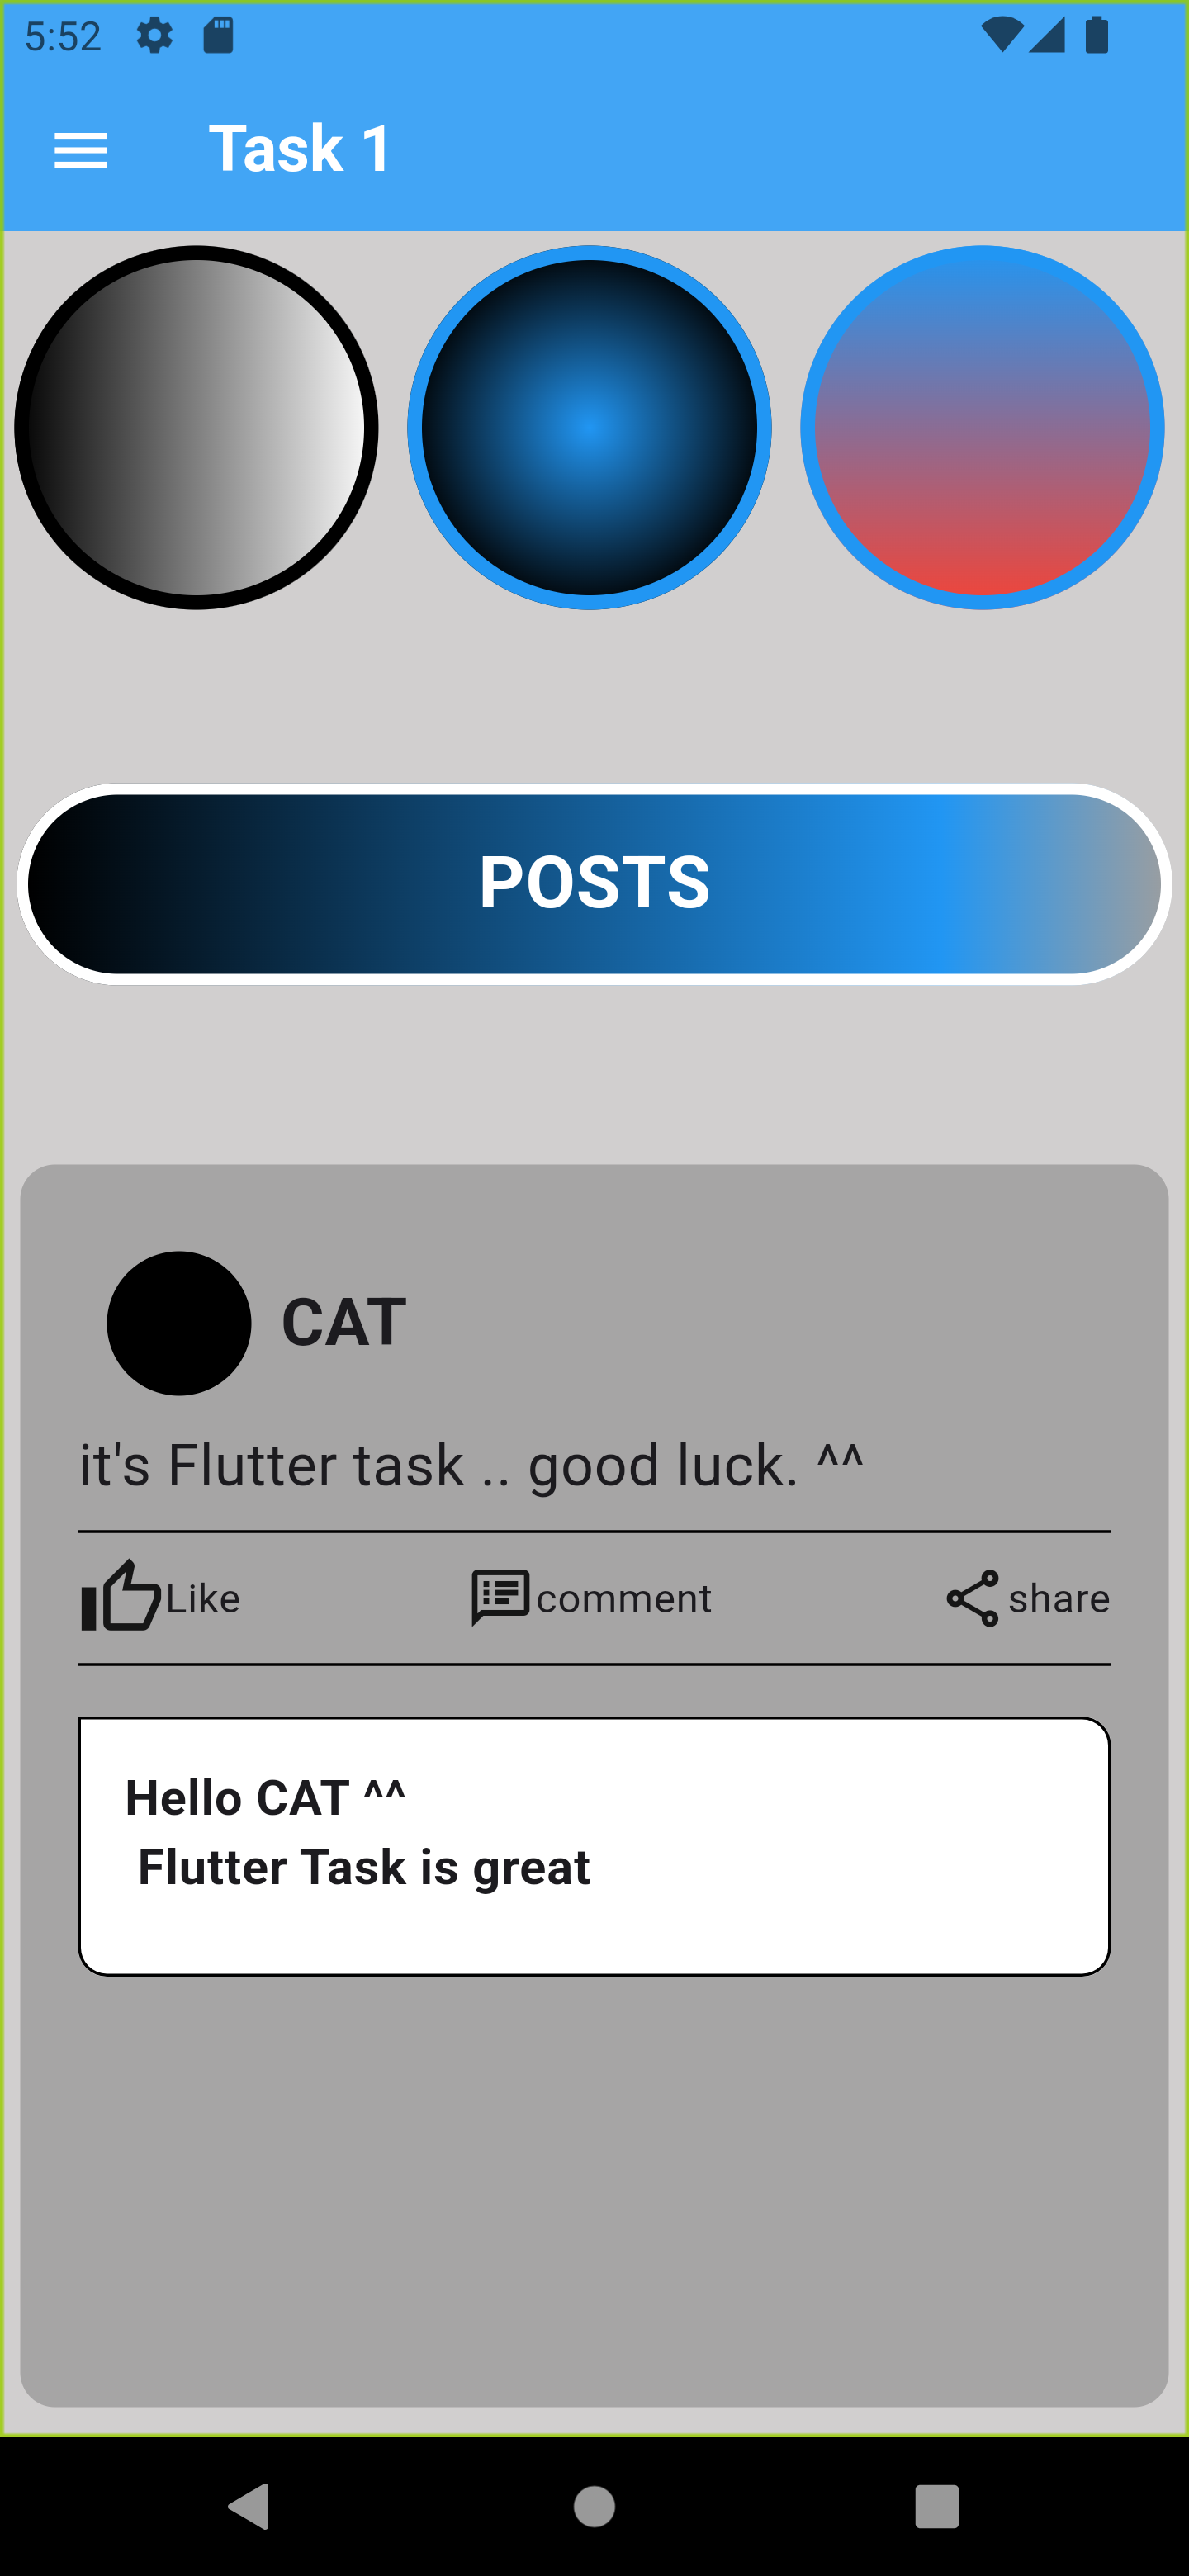 5:52
Task 1
POSTS
CAT
it's Flutter task .. good luck. ^^
Like comment share
Hello CAT ^^
Flutter Task is great